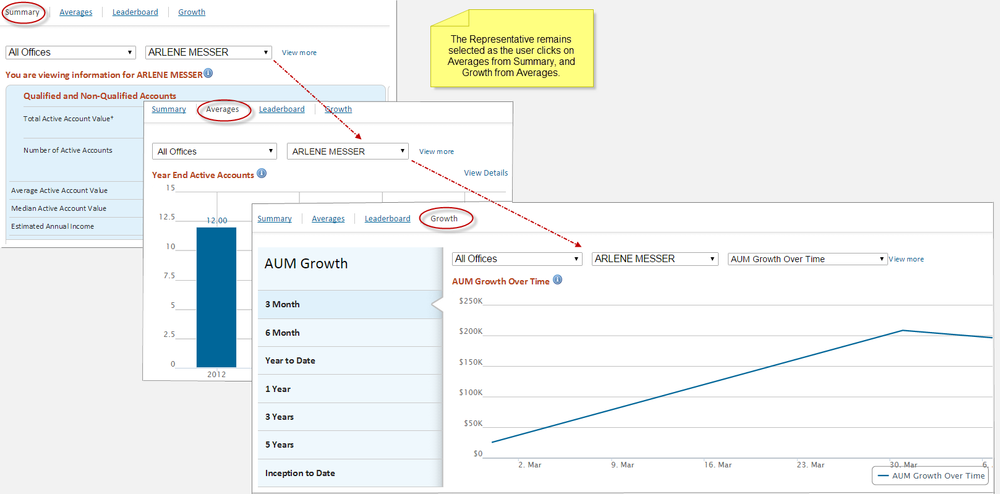 Summary Averages Leaderboard Growth
All Offices ARLENE MESSER View more
You are viewing information for ARLENE MESSER
Qualified and Non-Qualified Accounts
Total Active Account Value†
Number of Active Accounts
Average Active Account Value
Median Active Account Value
Estimated Annual Income
The Representative remains
selected as the user clicks on
Averages from Summary, and
Growth from Averages.
Summary Averages Leaderboard Growth
All Offices ARLENE MESSER View more
Year End Active Accounts View Details
15
12.5
12.00
10
7.5
5
2.5
0
2012
Summary Averages Leaderboard Growth
AUM Growth
3 Month
6 Month
Year to Date
1 Year
3 Years
5 Years
Inception to Date
All Offices ARLENE MESSER AUM Growth Over Time View more
AUM Growth Over Time
$250K
$200K
$150K
$100K
$50K
$0
2. Mar 9. Mar 16. Mar 23. Mar 30. Mar 6.
AUM Growth Over Time